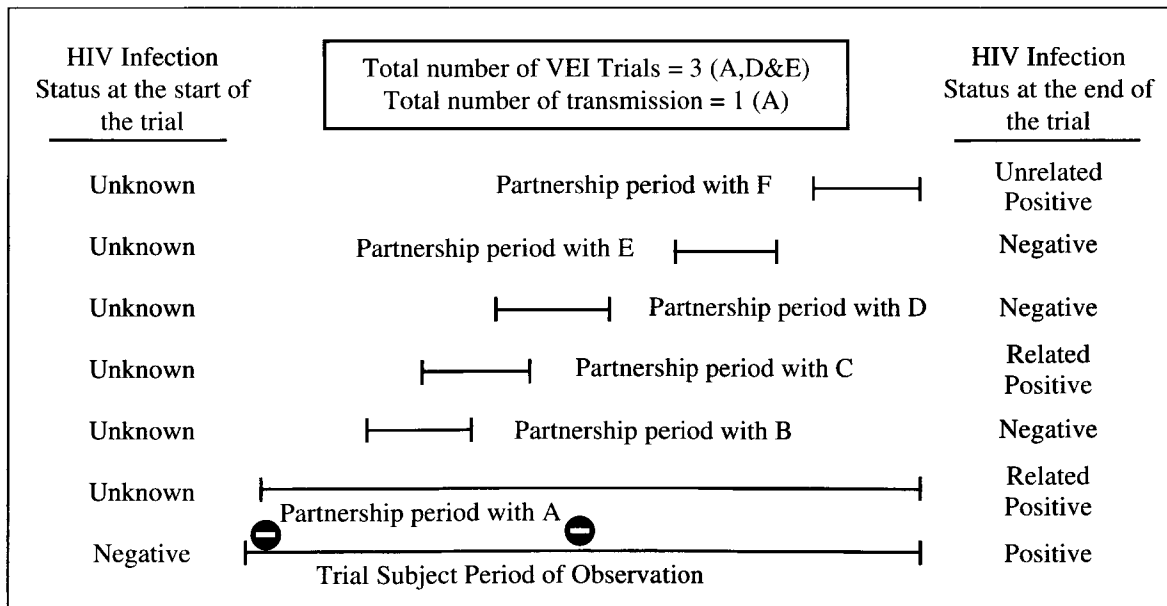 HIV Infection
Status at the start of
the trial
Total number of VEI Trials = 3 (A,D&E)
Total number of transmission = 1 (A)
HIV Infection
Status at the end of
the trial
Unknown
Partnership period with F
Unrelated
Positive
Unknown
Partnership period with E
Negative
Unknown
Partnership period with D
Negative
Unknown
Partnership period with C
Related
Positive
Unknown
Partnership period with B
Negative
Unknown
Partnership period with A
Related
Positive
Negative
Trial Subject Period of Observation
Positive